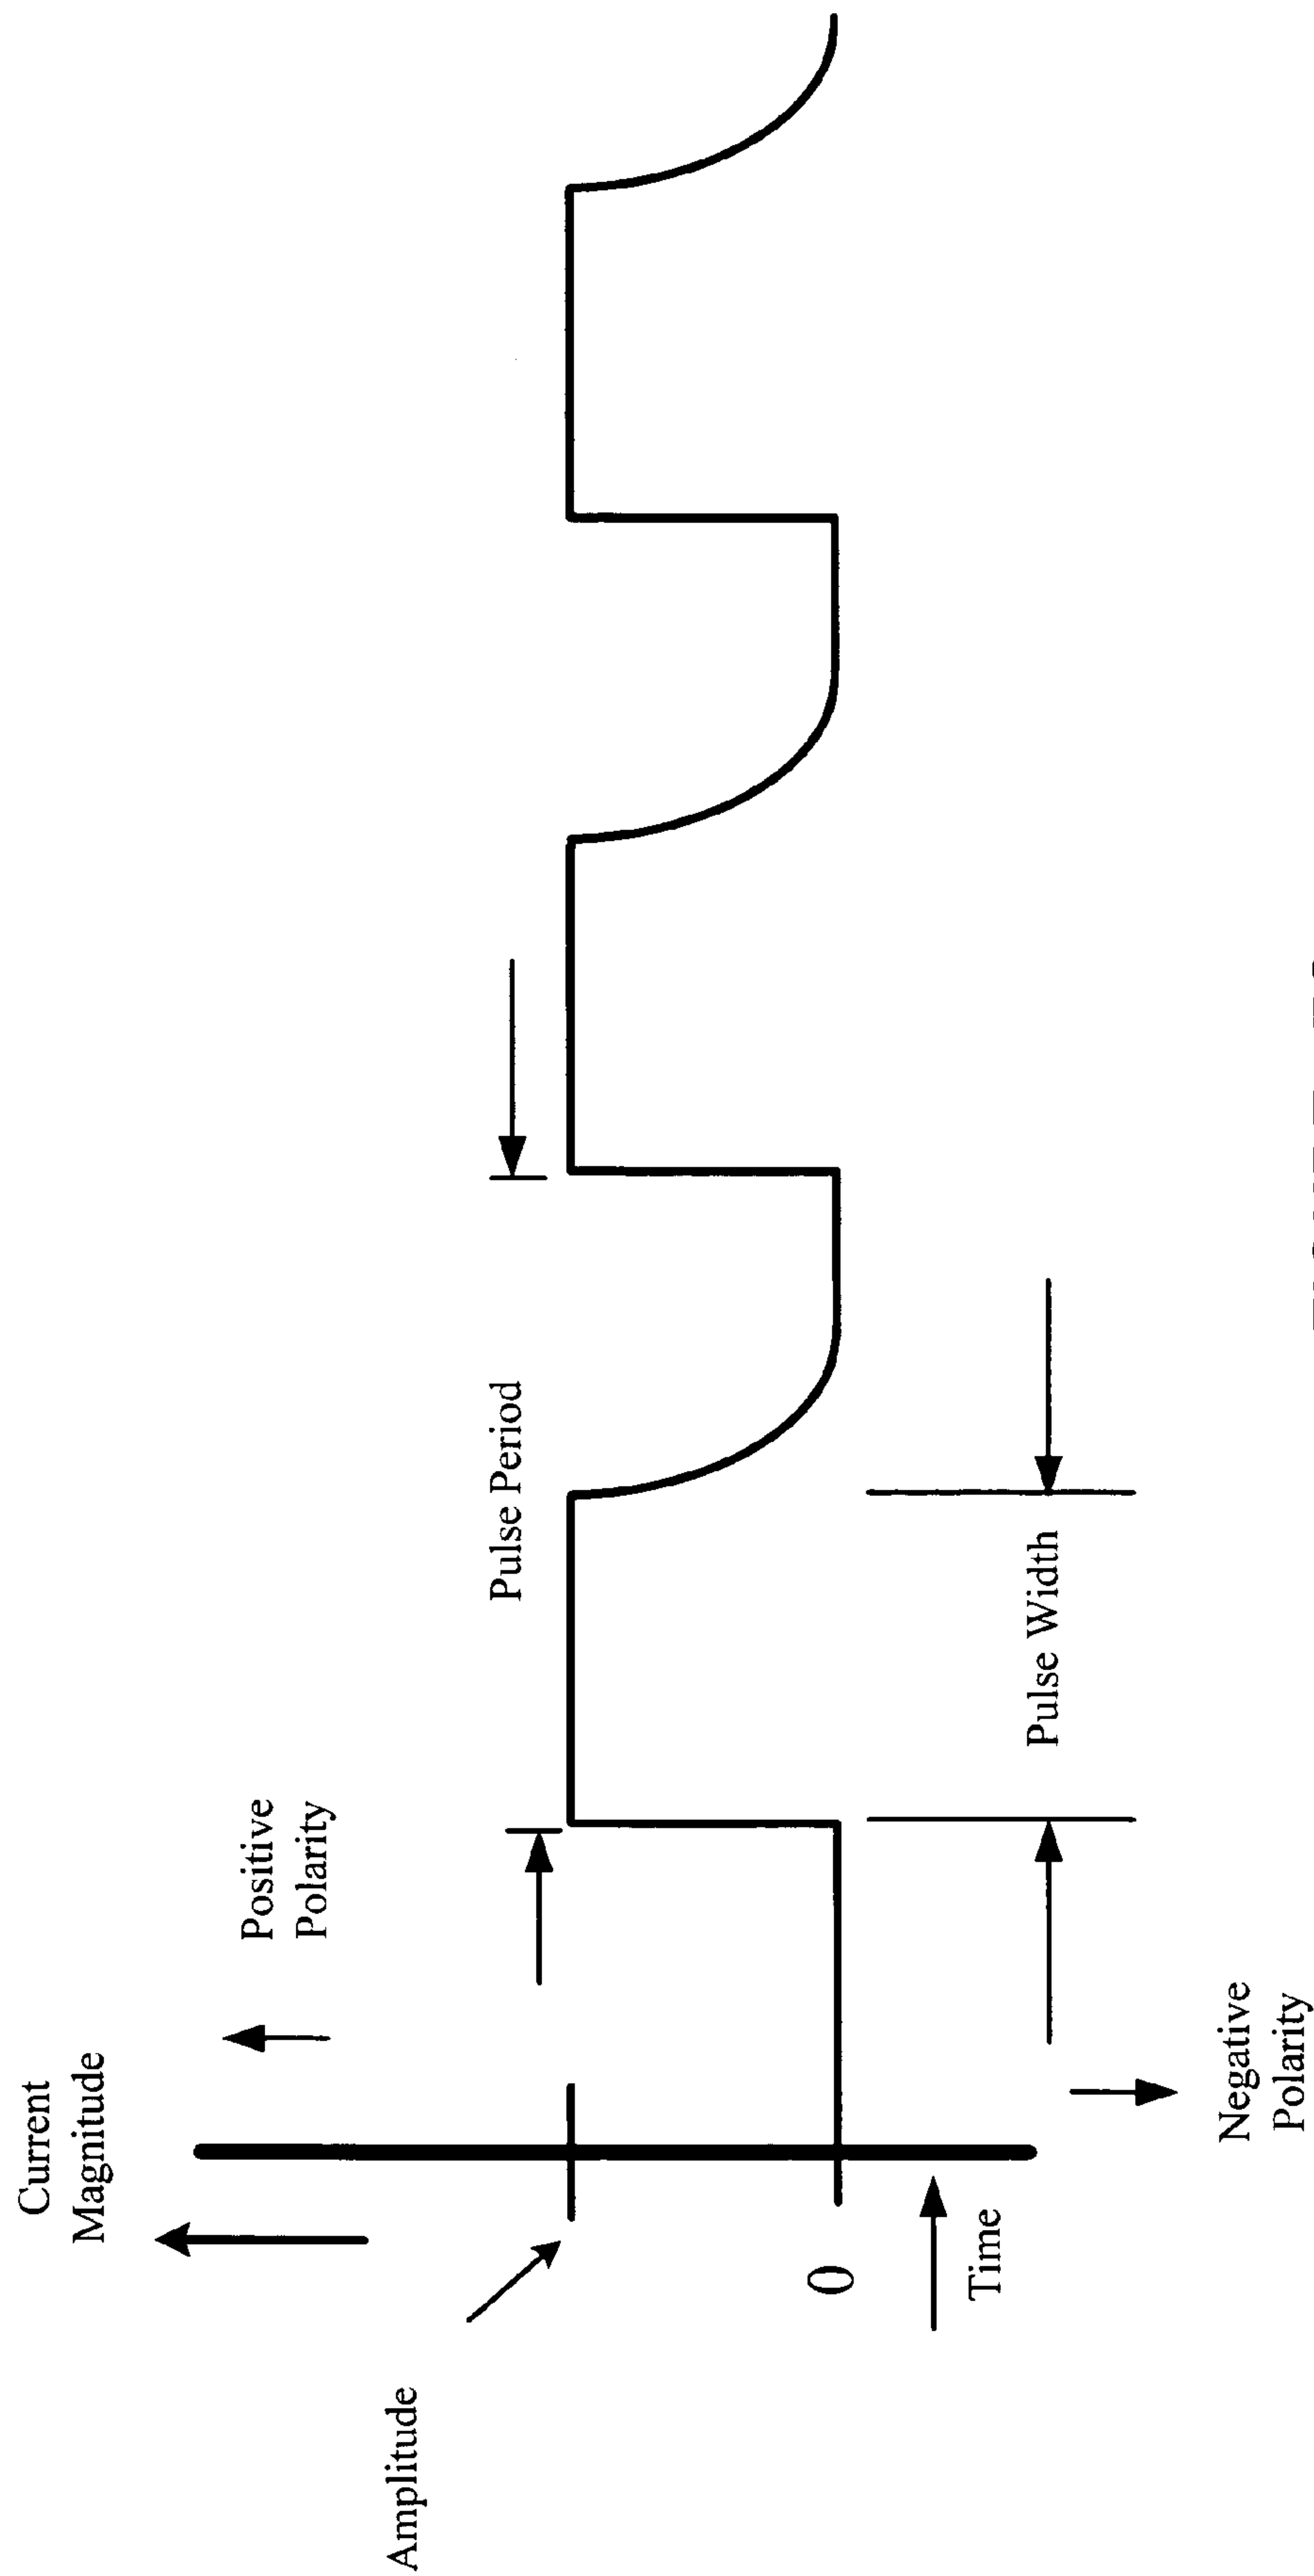 Current
Magnitude
Positive
Polarity
Amplitude
Pulse Period
0
Time
Pulse Width
Negative
Polarity